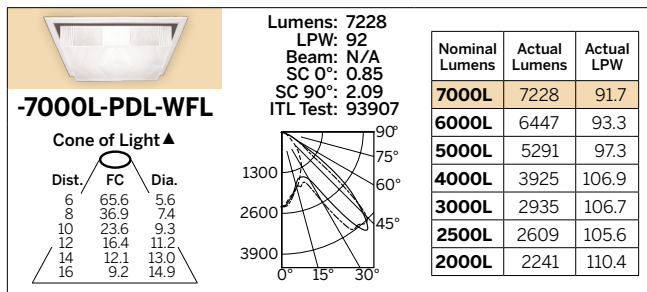 -7000L-PDL-WFL
Cone of Light▲
Dist. FC Dia.
6 65.6 5.6
8 36.9 7.4
10 23.6 9.3
12 16.4 11.2
14 12.1 13.0
16 9.2 14.9
Lumens: 7228
LPW: 92
Beam: N/A
SC 0°: 0.85
SC 90°: 2.09
ITL Test: 93907
90°
75°
60°
45°
1300
2600
3900
0° 15° 30°
Nominal Lumens Actual Lumens Actual LPW
7000L 7228 91.7
6000L 6447 93.3
5000L 5291 97.3
4000L 3925 106.9
3000L 2935 106.7
2500L 2609 105.6
2000L 2241 110.4